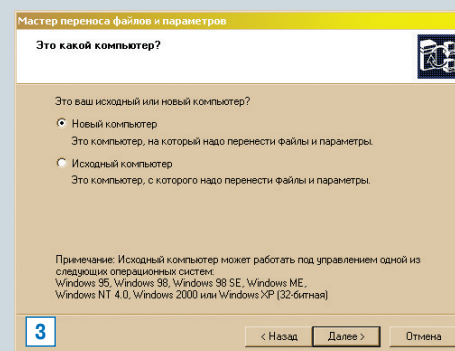 Мастер переноса файлов и параметров
Это какой компьютер?
Это ваш исходный или новый компьютер?
Новый компьютер
Это компьютер, на который надо перенести файлы и параметры.
Исходный компьютер
Это компьютер, с которого надо перенести файлы и параметры.
Примечание: Исходный компьютер может работать под управлением одной из
следующих операционных систем:
Windows 95, Windows 98, Windows 98 SE, Windows ME,
Windows NT 4.0, Windows 2000 или Windows XP (32-битная)
3
< Назад Далее > Отмена